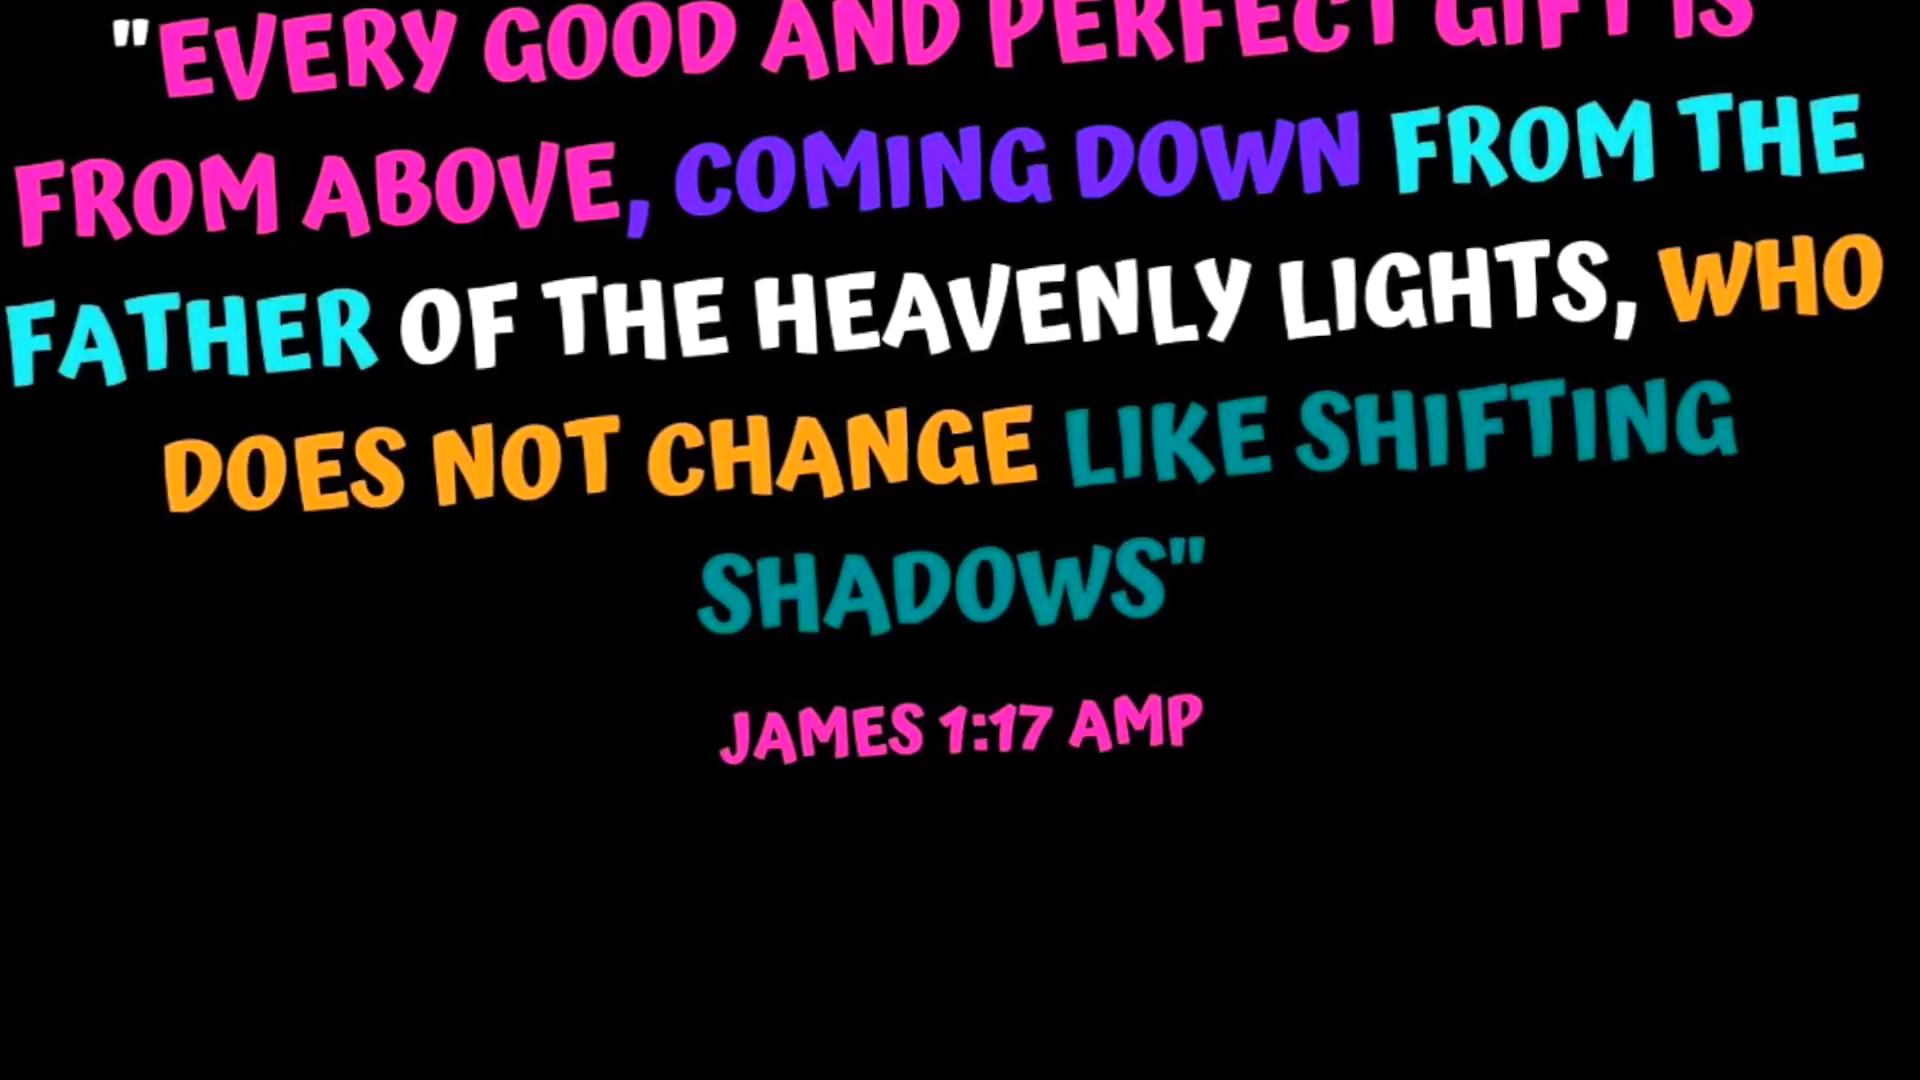 "EVERY GOOD AND PERFECT GIFT IS
FROM ABOVE, COMING DOWN FROM THE
FATHER OF THE HEAVENLY LIGHTS, WHO
DOES NOT CHANGE LIKE SHIFTING
SHADOWS"
JAMES 1:17 AMP